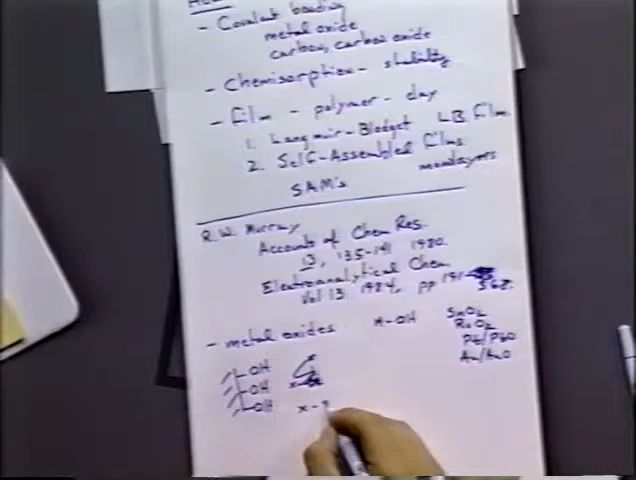 - Covalent bonding
metal oxide
carbon, carbon oxide
- Chemisorption - stability
- Film - polymer - clay
1. Langmuir-Blodget LB film
2. Self-Assembled films
monolayers
SAM's
R.W. Murray
Accounts of Chem Res.
13, 135-141 1980.
Electroanalytical Chem
Vol 13 1984, pp 191-368
- metal oxides M-OH SnO2
RuO2
Pt/PtO
Au/AuO
OH
OH
OH
x-